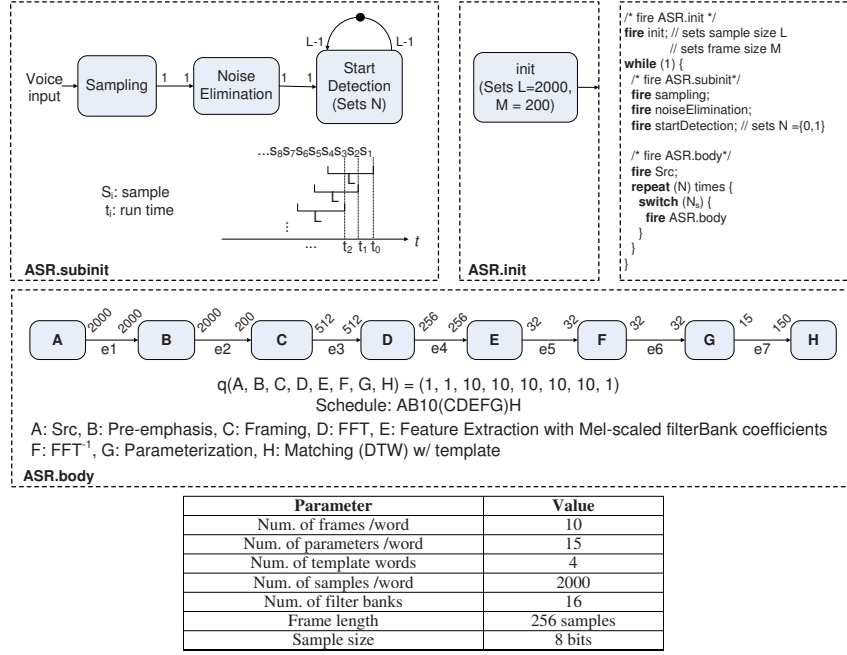 Voice input
Sampling
1 1
Noise Elimination
1 1
Start Detection (Sets N)
L-1 L-1
...S8S7S6S5S4S3S2S1
L
L
L
Si: sample
ti: run time
...
t2 t1 t0
t
ASR.subinit
init
(Sets L=2000,
M = 200)
ASR.init
/* fire ASR.init */
fire init; // sets sample size L
// sets frame size M
while (1) {
/* fire ASR.subinit*/
fire sampling;
fire noiseElimination;
fire startDetection; // sets N ={0,1}
/* fire ASR.body*/
fire Src;
repeat (N) times {
switch (Ns) {
fire ASR.body
}
}
}
A 2000 2000 B 2000 200 C 512 512 D 256 256 E 32 32 F 32 32 G 15 150 H
e1 e2 e3 e4 e5 e6 e7
q(A, B, C, D, E, F, G, H) = (1, 1, 10, 10, 10, 10, 10, 1)
Schedule: AB10(CDEFG)H
A: Src, B: Pre-emphasis, C: Framing, D: FFT, E: Feature Extraction with Mel-scaled filterBank coefficients
F: FFT-1, G: Parameterization, H: Matching (DTW) w/ template
ASR.body
Parameter Value
Num. of frames /word 10
Num. of parameters /word 15
Num. of template words 4
Num. of samples /word 2000
Num. of filter banks 16
Frame length 256 samples
Sample size 8 bits